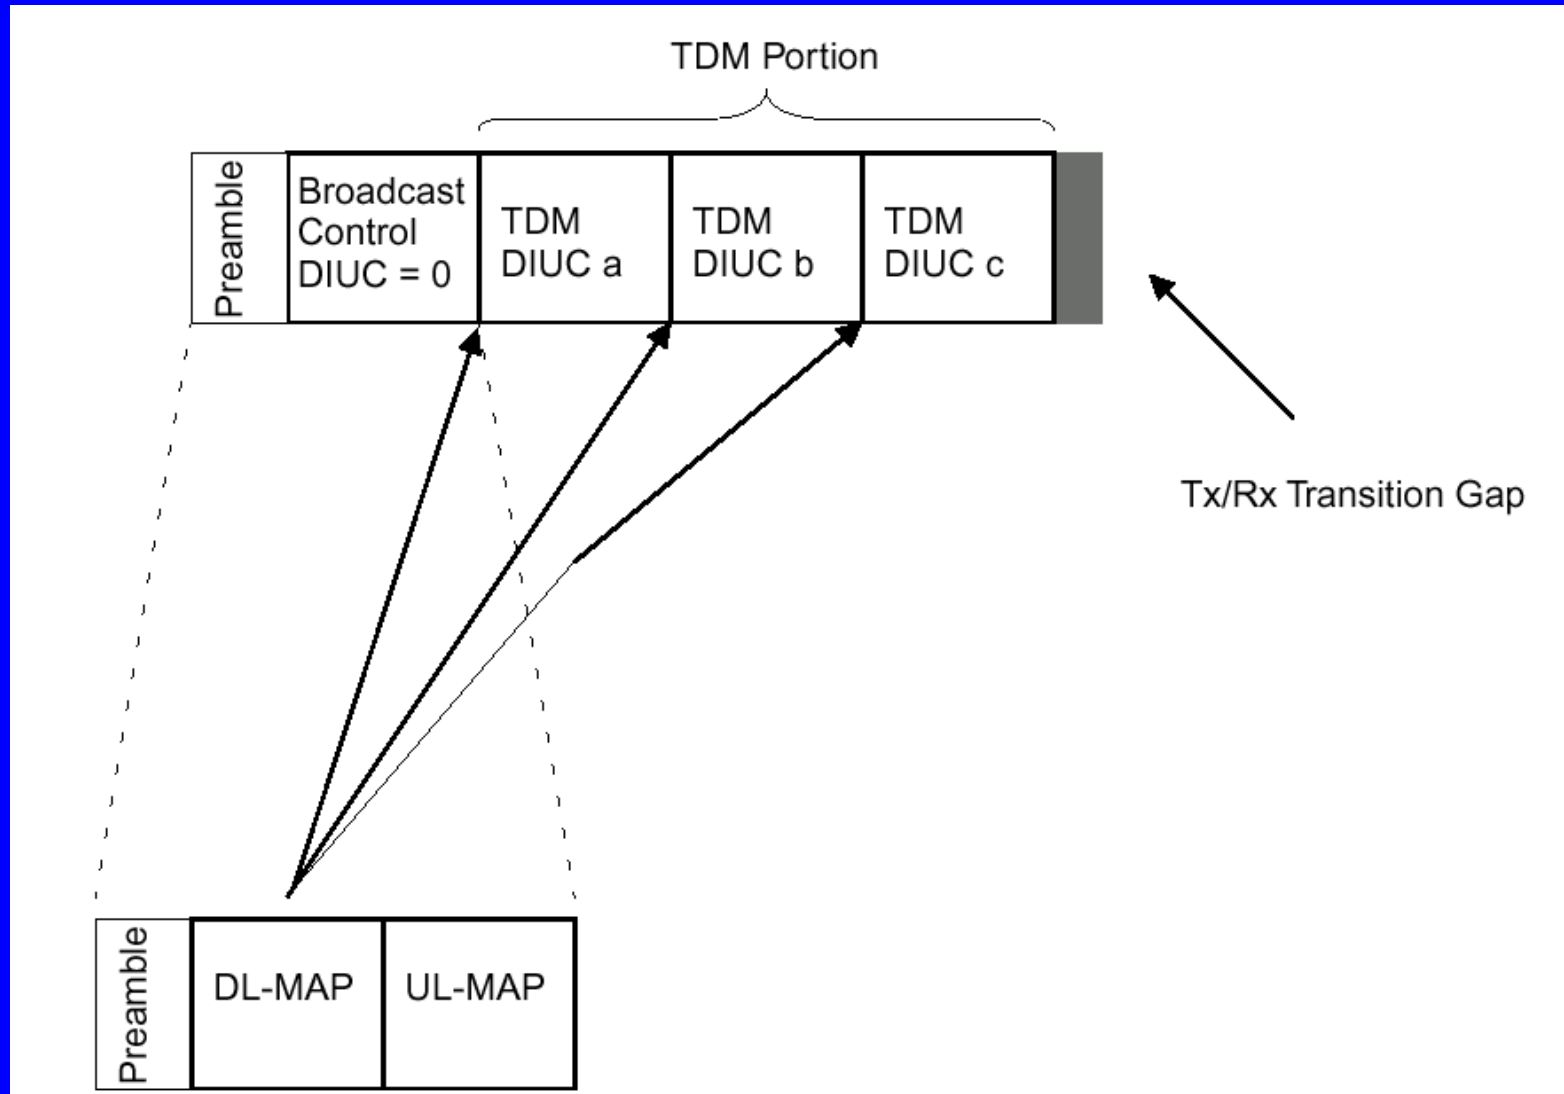 TDM Portion
Preamble
Broadcast
Control
DIUC = 0
TDM
DIUC a
TDM
DIUC b
TDM
DIUC c
Tx/Rx Transition Gap
Preamble
DL-MAP
UL-MAP